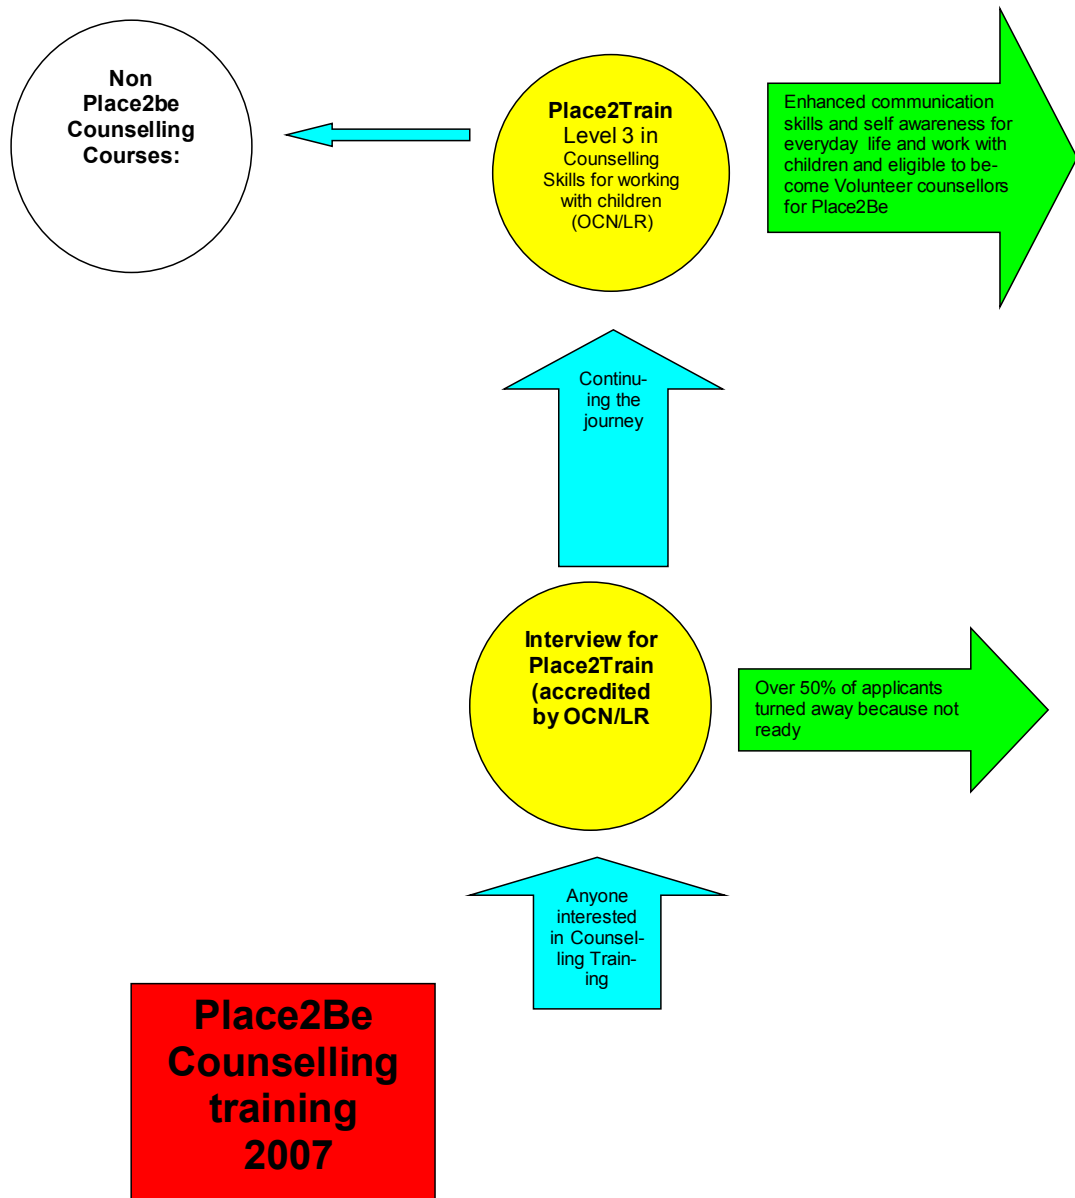 Non
Place2be
Counselling
Courses:
Place2Train
Level 3 in
Counselling
Skills for working
with children
(OCN/LR)
Enhanced communication
skills and self awareness for
everyday life and work with
children and eligible to be-
come Volunteer counsellors
for Place2Be
Continu-
ing the
journey
Interview for
Place2Train
(accredited
by OCN/LR
Over 50% of applicants
turned away because not
ready
Anyone
interested
in Counsel-
ling Train-
ing
Place2Be
Counselling
training
2007